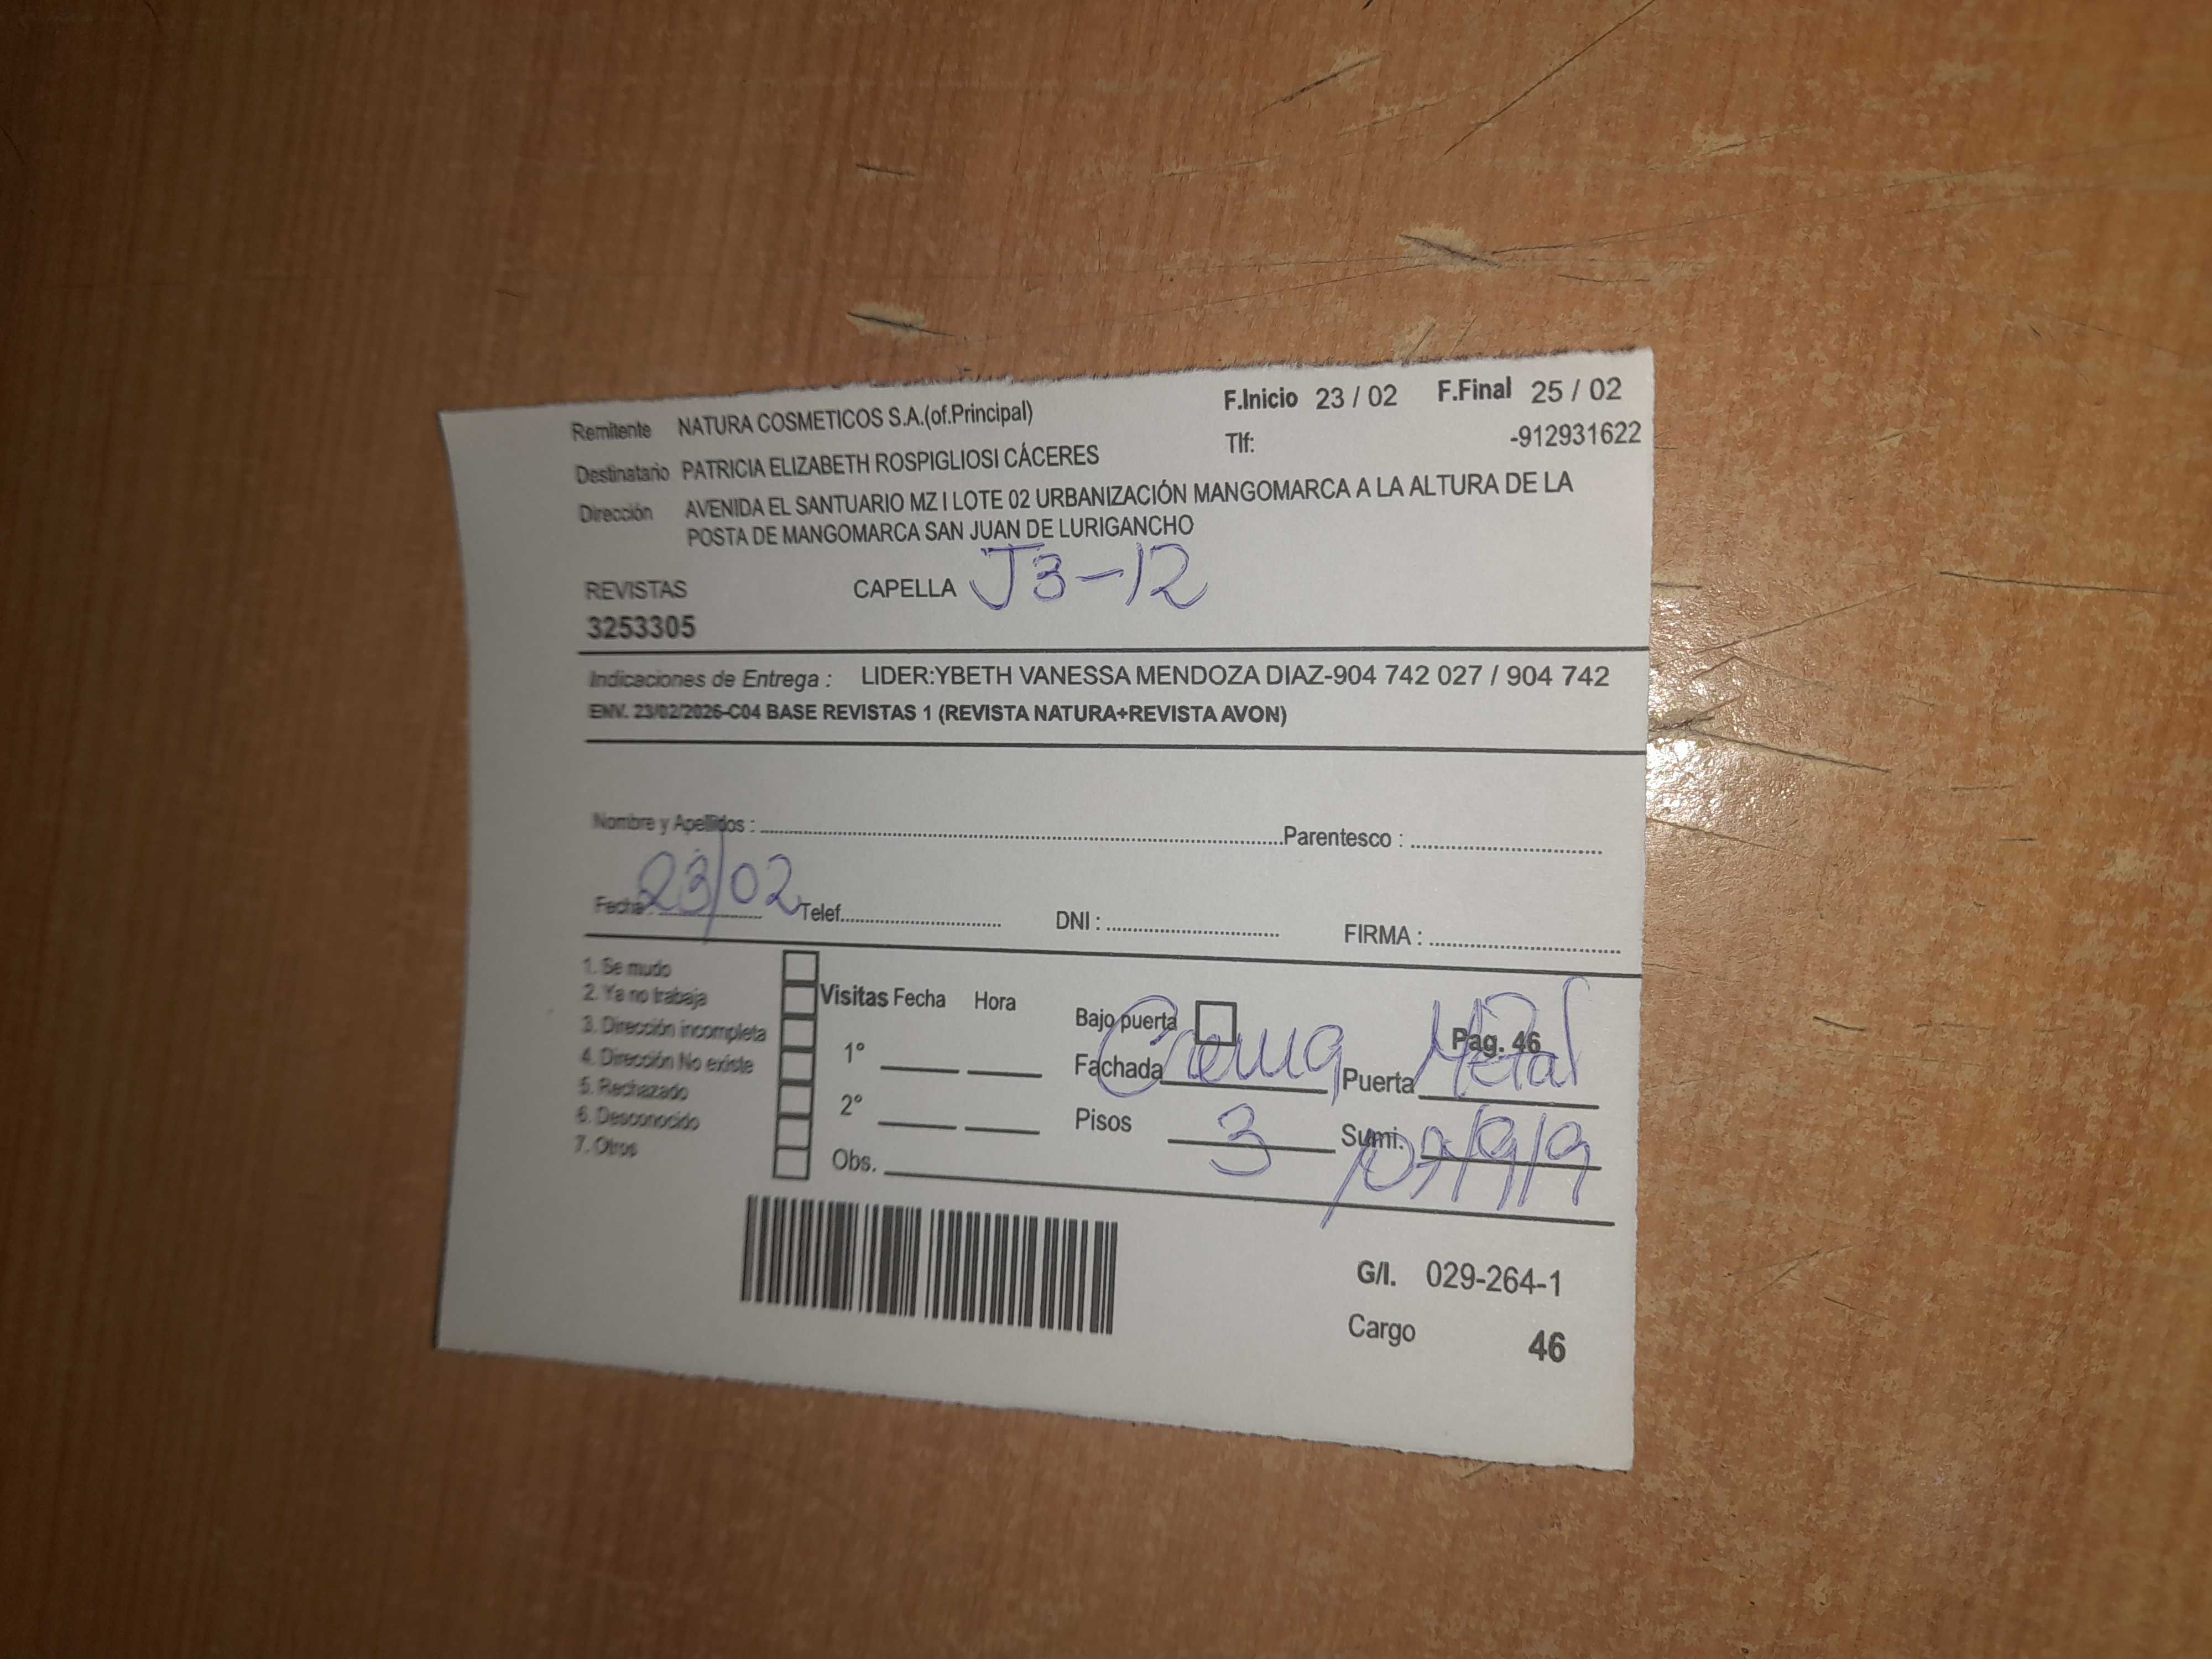 Remitente NATURA COSMETICOS S.A.(of.Principal) F.Inicio 23 / 02 F.Final 25 / 02
Tlf: -912931622
Destinatario PATRICIA ELIZABETH ROSPIGLIOSI CÁCERES
Dirección AVENIDA EL SANTUARIO MZ I LOTE 02 URBANIZACIÓN MANGOMARCA A LA ALTURA DE LA
POSTA DE MANGOMARCA SAN JUAN DE LURIGANCHO
REVISTAS CAPELLA J3-12
3253305
Indicaciones de Entrega : LIDER:YBETH VANESSA MENDOZA DIAZ-904 742 027 / 904 742
ENV. 23/02/2026-C04 BASE REVISTAS 1 (REVISTA NATURA+REVISTA AVON)
Nombre y Apellidos : Parentesco :
Fecha : 23/02 Telef. DNI : FIRMA :
1. Se mudo
2. Ya no trabaja
3. Dirección incompleta
4. Dirección No existe
5. Rechazado
6. Desconocido
7. Otros
Visitas Fecha Hora
1°
2°
Obs.
Bajo puerta Pag. 46
Fachada Crema Puerta Metal
Pisos 3 Sumi.
G/I. 029-264-1
Cargo 46